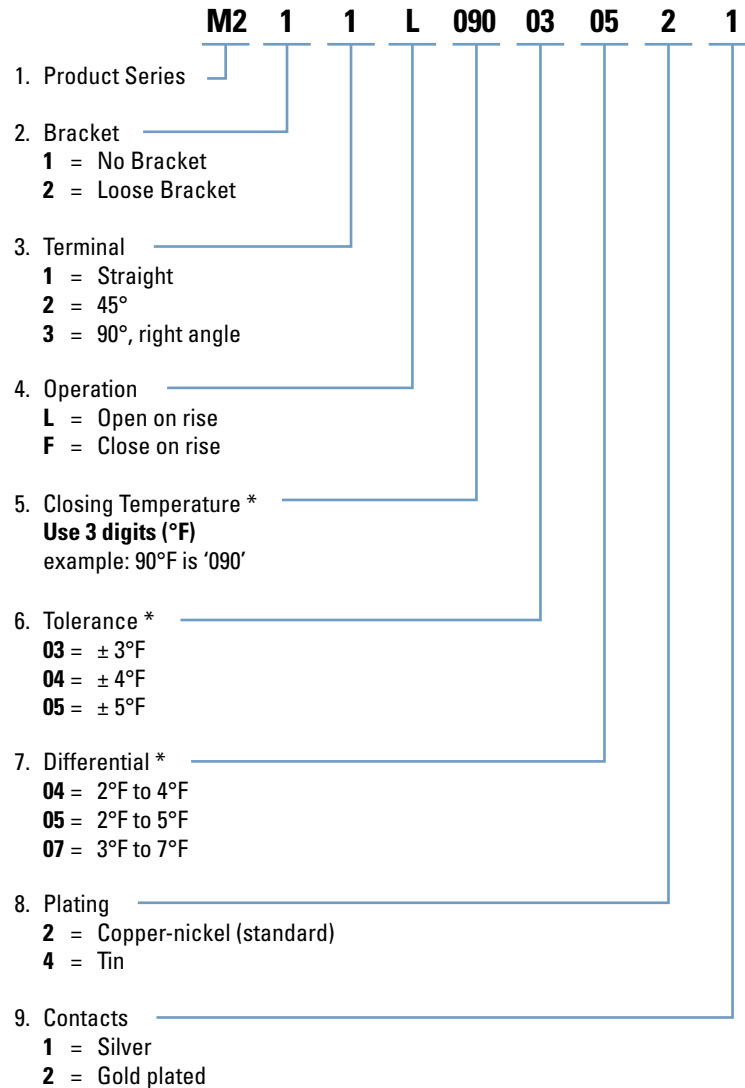 M2 1 1 L 090 03 05 2 1
1. Product Series
2. Bracket
1 = No Bracket
2 = Loose Bracket
3. Terminal
1 = Straight
2 = 45°
3 = 90°, right angle
4. Operation
L = Open on rise
F = Close on rise
5. Closing Temperature *
Use 3 digits (°F)
example: 90°F is ‘090’
6. Tolerance *
03 = ± 3°F
04 = ± 4°F
05 = ± 5°F
7. Differential *
04 = 2°F to 4°F
05 = 2°F to 5°F
07 = 3°F to 7°F
8. Plating
2 = Copper-nickel (standard)
4 = Tin
9. Contacts
1 = Silver
2 = Gold plated